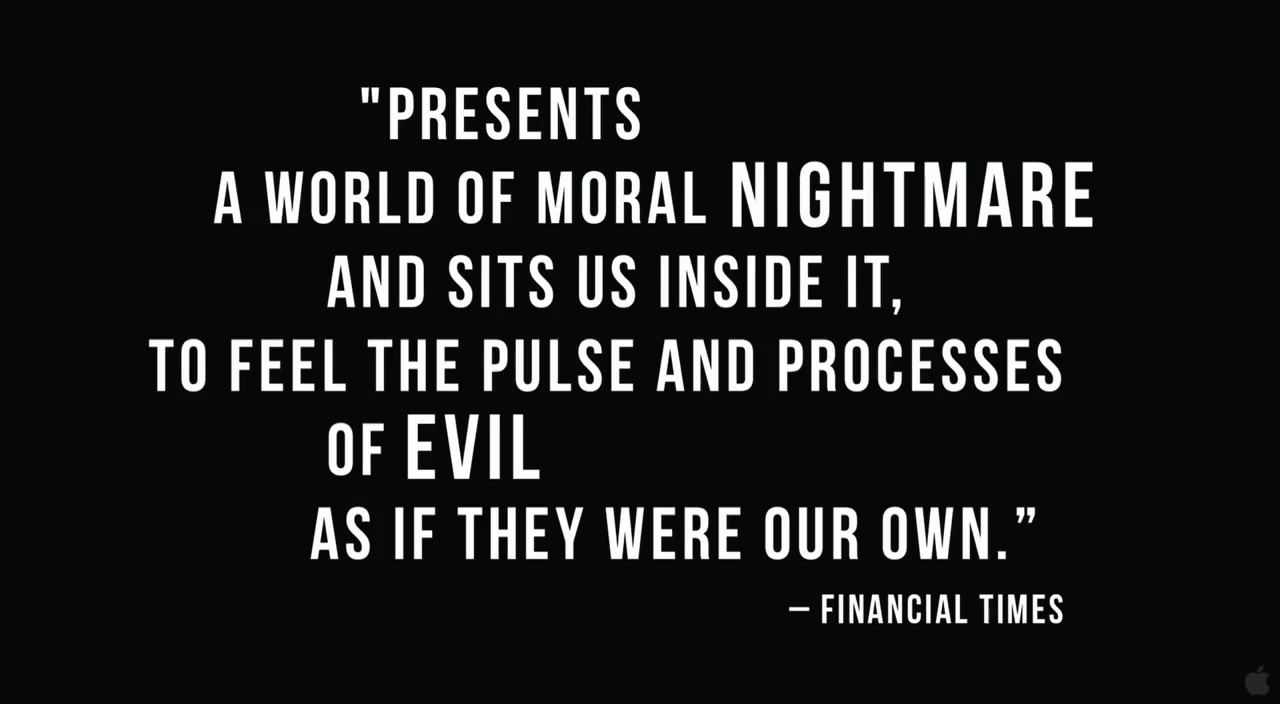 "PRESENTS
A WORLD OF MORAL NIGHTMARE
AND SITS US INSIDE IT,
TO FEEL THE PULSE AND PROCESSES
OF EVIL
AS IF THEY WERE OUR OWN.”
– FINANCIAL TIMES